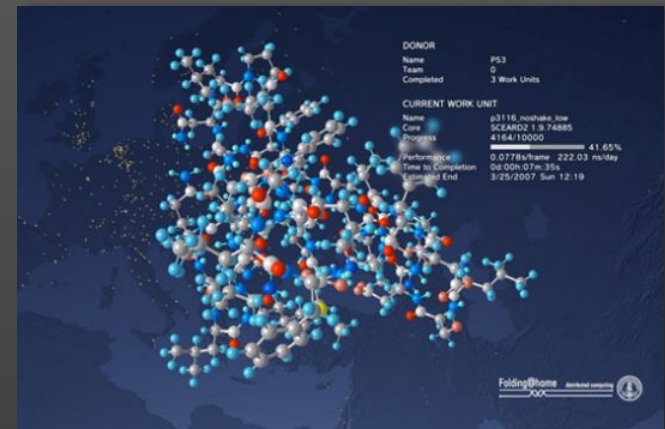 DONOR
Name PS3
Team 0
Completed 3 Work Units
CURRENT WORK UNIT
Name p3116_noshake_low
Core SCEARD2 1.9.74885
Progress 4164/10000
41.65%
Performance 0.0778s/frame 222.03 ns/day
Time to Completion 0d:00h:07m:35s
Estimated End 3/25/2007 Sun 12:19
Folding@home distributed computing